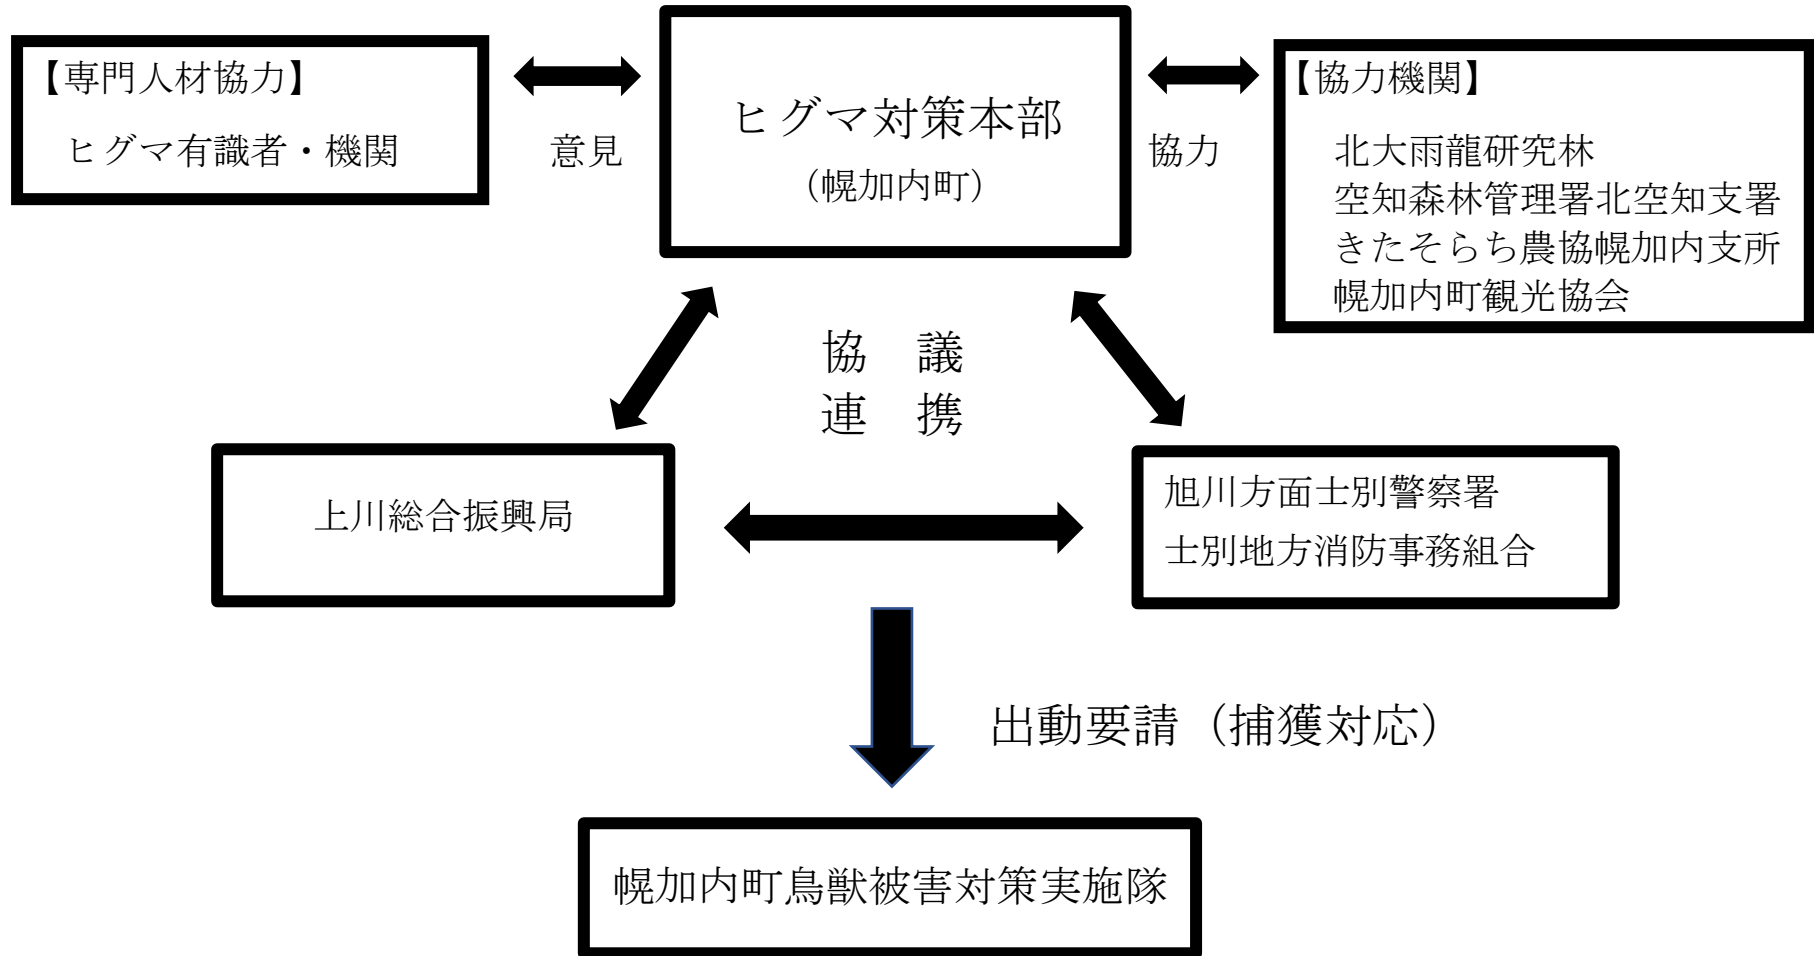 【専門人材協力】
ヒグマ有識者・機関
意見
ヒグマ対策本部
（幌加内町）
協力
【協力機関】
北大雨龍研究林
空知森林管理署北空知支署
きたそらち農協幌加内支所
幌加内町観光協会
協　議
連　携
上川総合振興局
旭川方面士別警察署
士別地方消防事務組合
出動要請（捕獲対応）
幌加内町鳥獣被害対策実施隊